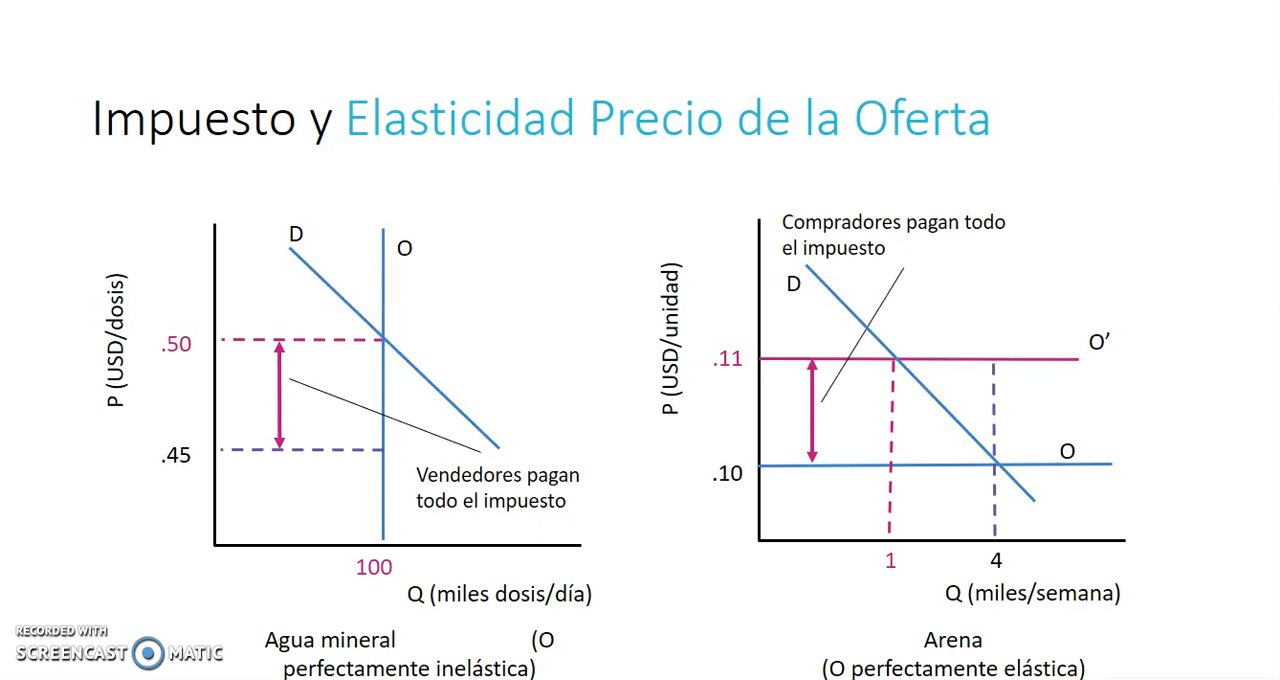 Impuesto y Elasticidad Precio de la Oferta
P (USD/dosis)
D
O
.50
.45
Vendedores pagan
todo el impuesto
100
Q (miles dosis/día)
Agua mineral (O
perfectamente inelástica)
P (USD/unidad)
Compradores pagan todo
el impuesto
D
O’
.11
O
.10
1
4
Q (miles/semana)
Arena
(O perfectamente elástica)
RECORDED WITH
SCREENCAST MATIC